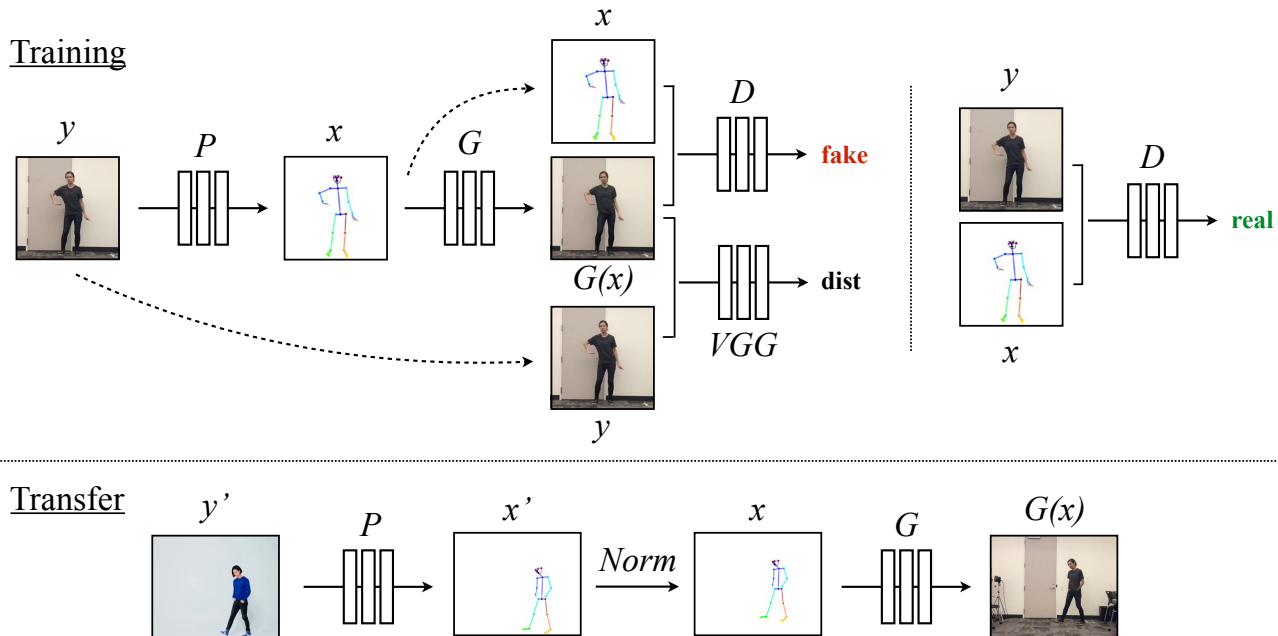 Training
y
P
x
G
x
G(x)
y
D
fake
VGG
dist
y
x
D
real
Transfer
y’
P
x’
Norm
x
G
G(x)